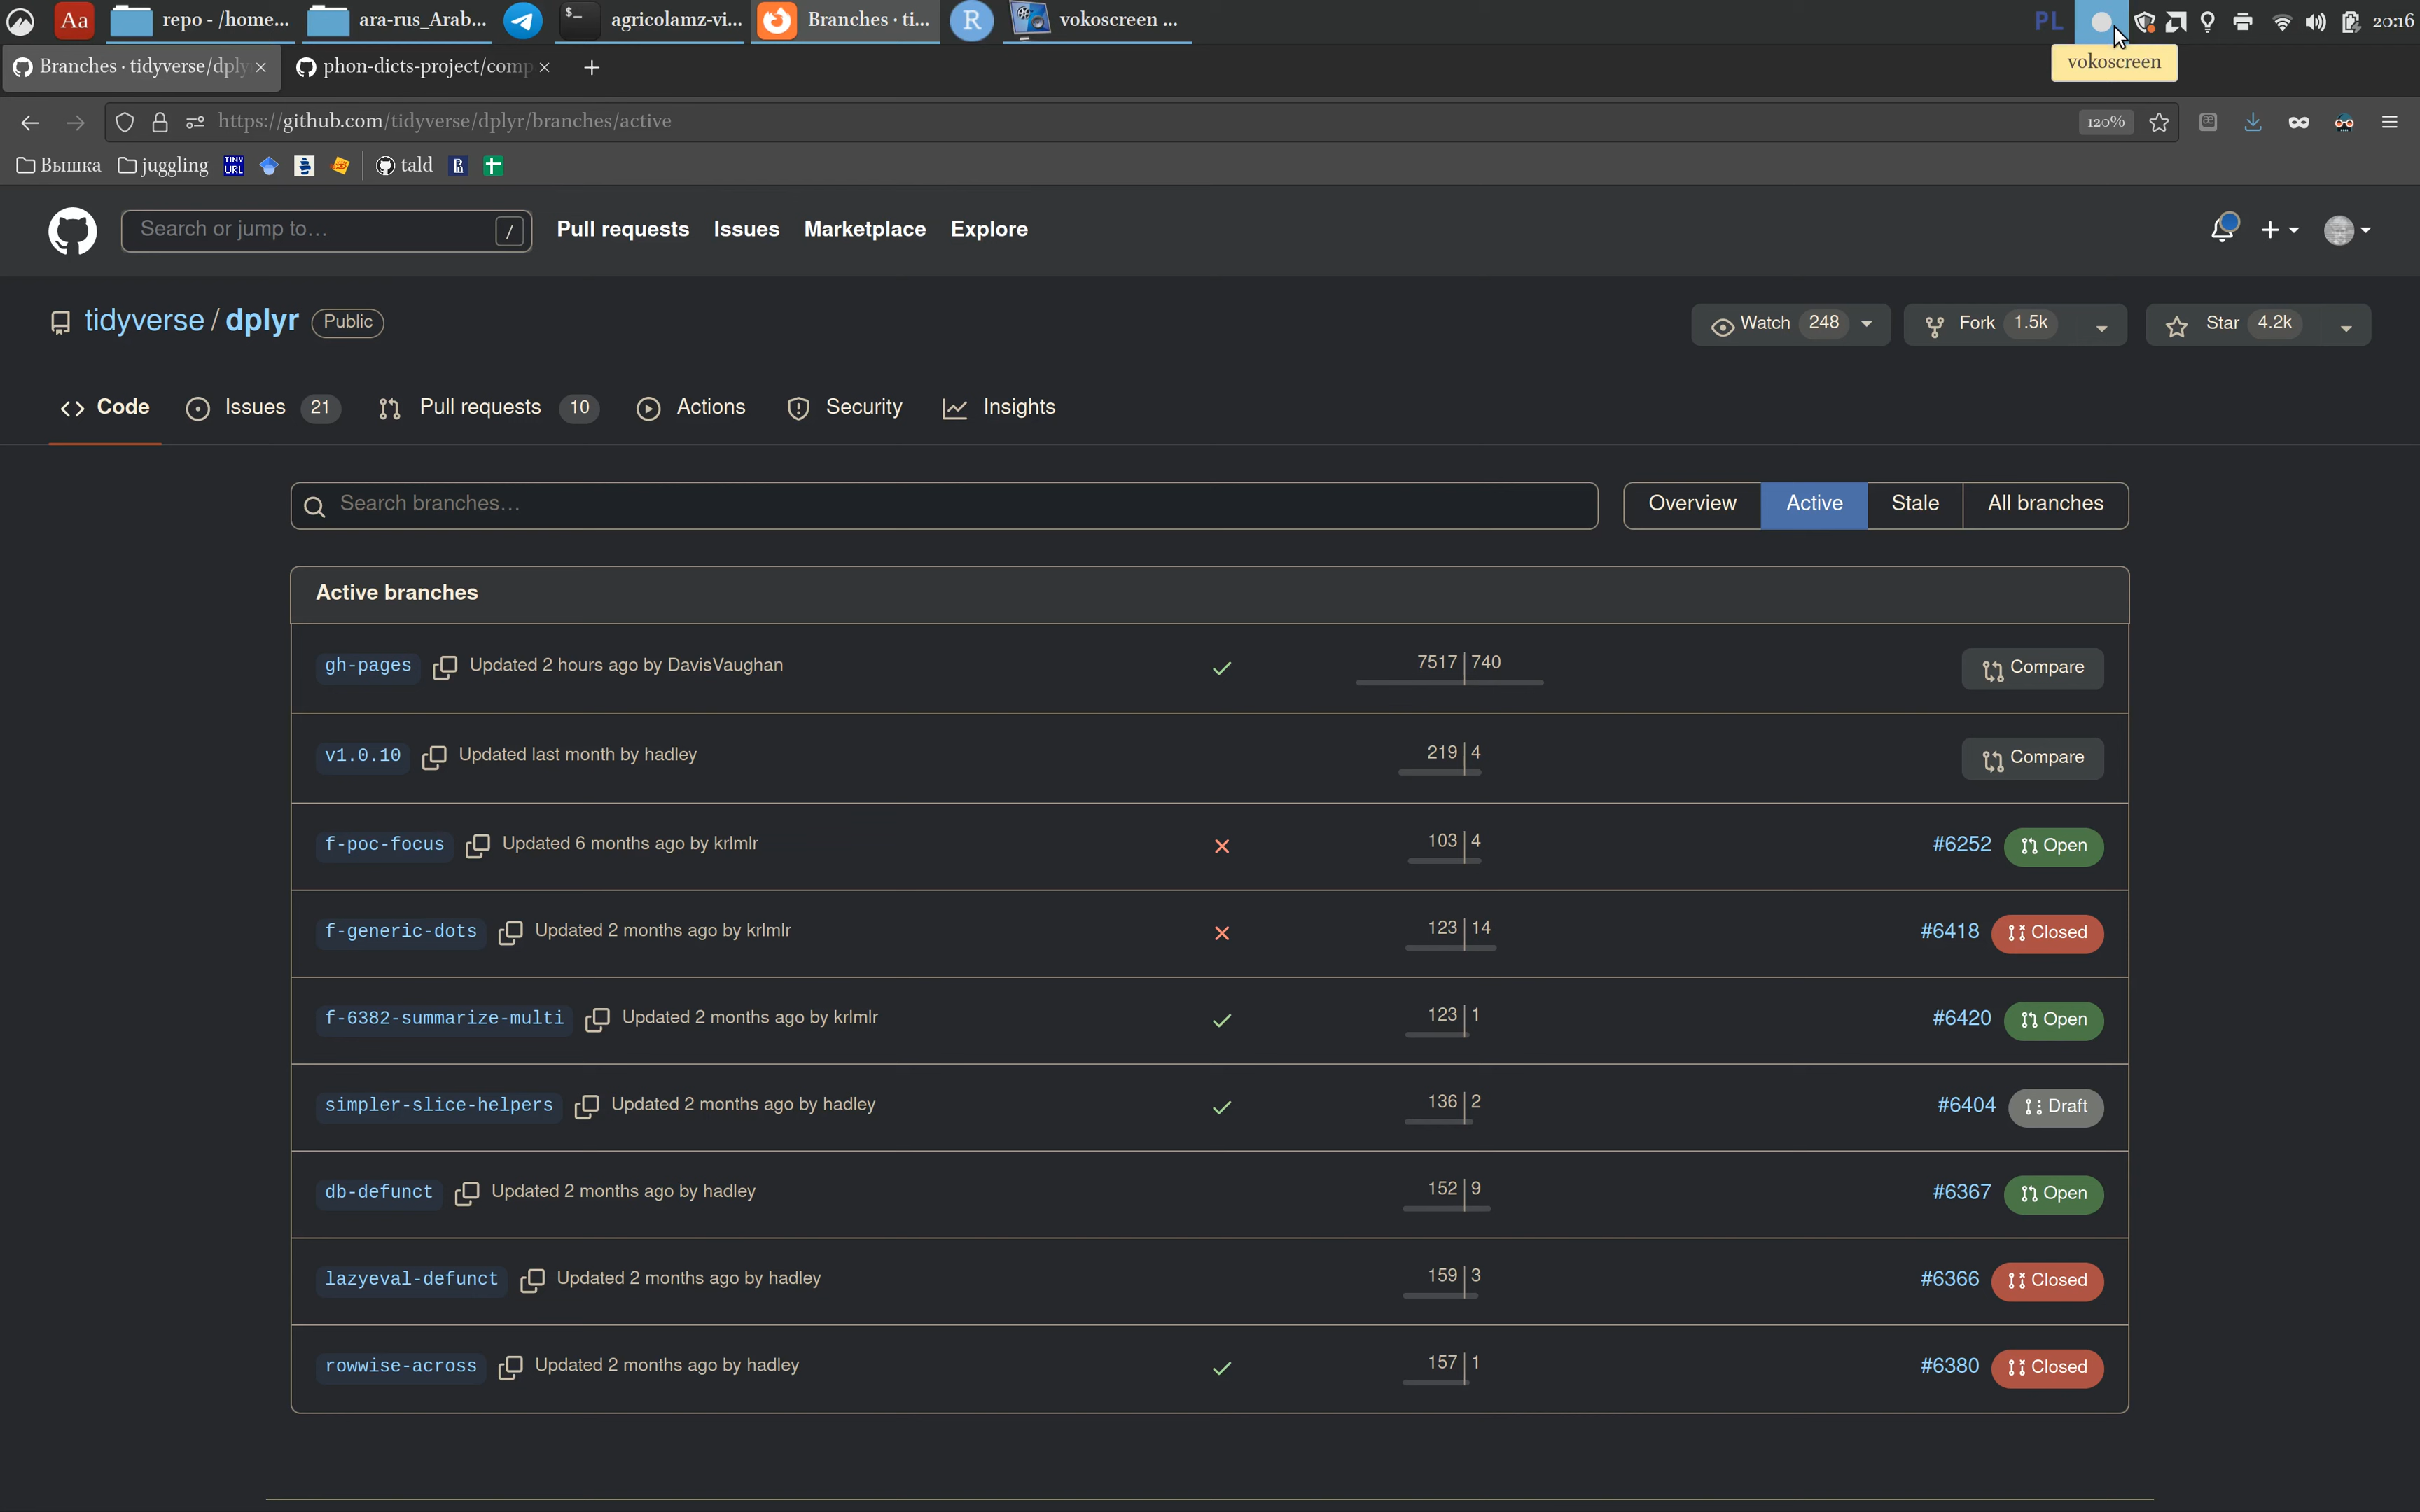 Aa repo - /home... ara-rus_Arab... agricolamz-vi... Branches · ti... R vokoscreen ... PL 20:16
Branches · tidyverse/dply phon-dicts-project/comp
vokoscreen
https://github.com/tidyverse/dplyr/branches/active 120%
Вышка juggling TINY URL tald
Search or jump to… / Pull requests Issues Marketplace Explore
tidyverse / dplyr Public Watch 248 Fork 1.5k Star 4.2k
Code Issues 21 Pull requests 10 Actions Security Insights
Search branches… Overview Active Stale All branches
Active branches
gh-pages Updated 2 hours ago by DavisVaughan 7517 740 Compare
v1.0.10 Updated last month by hadley 219 4 Compare
f-poc-focus Updated 6 months ago by krlmlr 103 4 #6252 Open
f-generic-dots Updated 2 months ago by krlmlr 123 14 #6418 Closed
f-6382-summarize-multi Updated 2 months ago by krlmlr 123 1 #6420 Open
simpler-slice-helpers Updated 2 months ago by hadley 136 2 #6404 Draft
db-defunct Updated 2 months ago by hadley 152 9 #6367 Open
lazyeval-defunct Updated 2 months ago by hadley 159 3 #6366 Closed
rowwise-across Updated 2 months ago by hadley 157 1 #6380 Closed